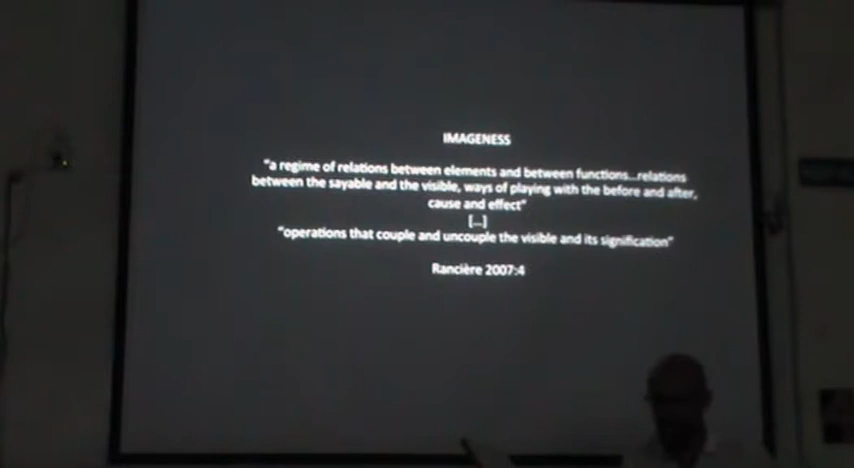 IMAGENESS
"a regime of relations between elements and between functions...relations
between the sayable and the visible, ways of playing with the before and after,
cause and effect"
[...]
"operations that couple and uncouple the visible and its signification"
Rancière 2007:4